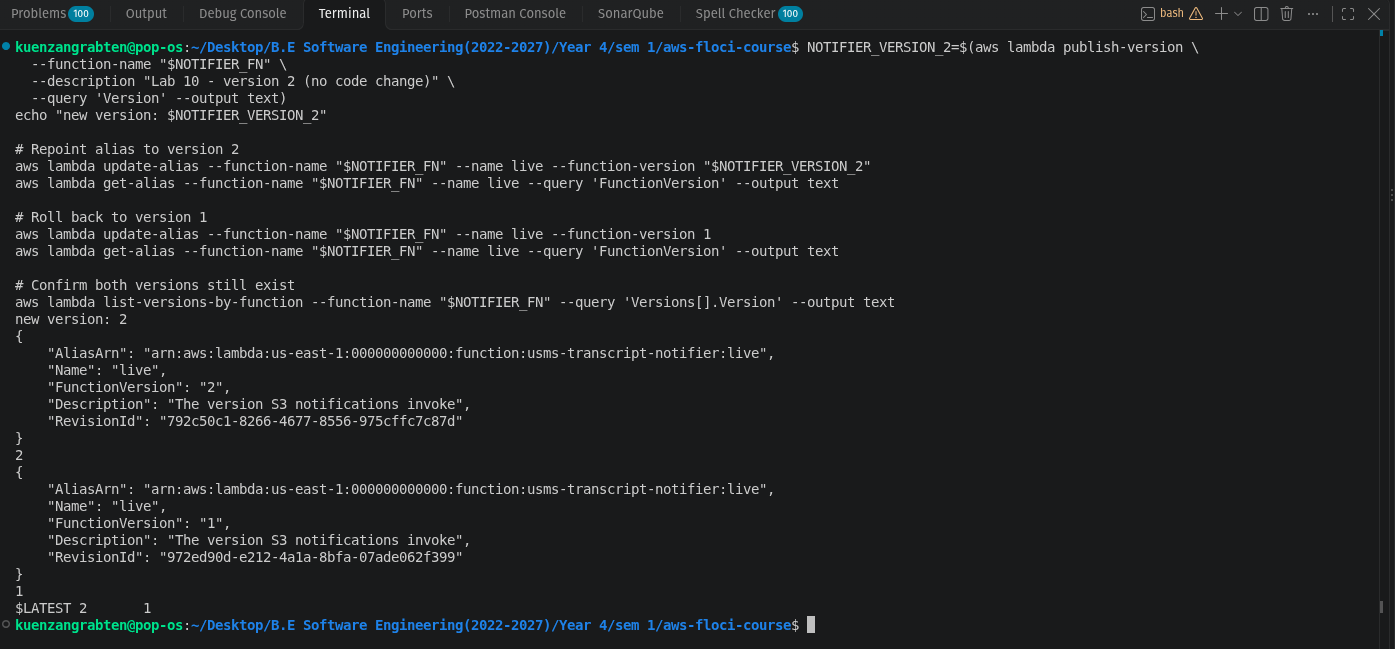 Problems 100 Output Debug Console Terminal Ports Postman Console SonarQube Spell Checker 100 bash
kuenzangrabten@pop-os:~/Desktop/B.E Software Engineering(2022-2027)/Year 4/sem 1/aws-floci-course$ NOTIFIER_VERSION_2=$(aws lambda publish-version \
  --function-name "$NOTIFIER_FN" \
  --description "Lab 10 - version 2 (no code change)" \
  --query 'Version' --output text)
echo "new version: $NOTIFIER_VERSION_2"

# Repoint alias to version 2
aws lambda update-alias --function-name "$NOTIFIER_FN" --name live --function-version "$NOTIFIER_VERSION_2"
aws lambda get-alias --function-name "$NOTIFIER_FN" --name live --query 'FunctionVersion' --output text

# Roll back to version 1
aws lambda update-alias --function-name "$NOTIFIER_FN" --name live --function-version 1
aws lambda get-alias --function-name "$NOTIFIER_FN" --name live --query 'FunctionVersion' --output text

# Confirm both versions still exist
aws lambda list-versions-by-function --function-name "$NOTIFIER_FN" --query 'Versions[].Version' --output text
new version: 2
{
    "AliasArn": "arn:aws:lambda:us-east-1:000000000000:function:usms-transcript-notifier:live",
    "Name": "live",
    "FunctionVersion": "2",
    "Description": "The version S3 notifications invoke",
    "RevisionId": "792c50c1-8266-4677-8556-975cffc7c87d"
}
2
{
    "AliasArn": "arn:aws:lambda:us-east-1:000000000000:function:usms-transcript-notifier:live",
    "Name": "live",
    "FunctionVersion": "1",
    "Description": "The version S3 notifications invoke",
    "RevisionId": "972ed90d-e212-4a1a-8bfa-07ade062f399"
}
1
$LATEST 2       1
kuenzangrabten@pop-os:~/Desktop/B.E Software Engineering(2022-2027)/Year 4/sem 1/aws-floci-course$